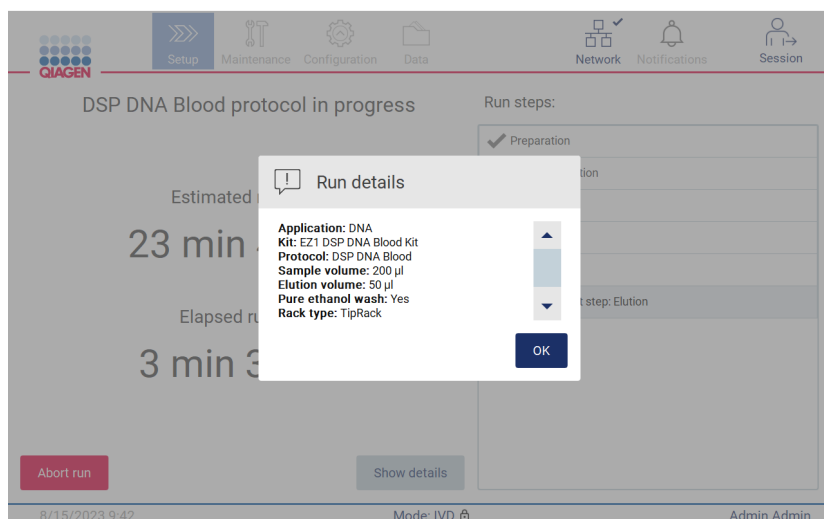 QIAGEN
Setup
Maintenance
Configuration
Data
Network
Notifications
Session
DSP DNA Blood protocol in progress
Run steps:
Preparation
Run details
Estimated
23 min
Application: DNA
Kit: EZ1 DSP DNA Blood Kit
Protocol: DSP DNA Blood
Sample volume: 200 µl
Elution volume: 50 µl
Pure ethanol wash: Yes
Rack type: TipRack
step: Elution
Elapsed
OK
3 min
Abort run
Show details
8/15/2023 9:42
Mode: IVD
Admin Admin